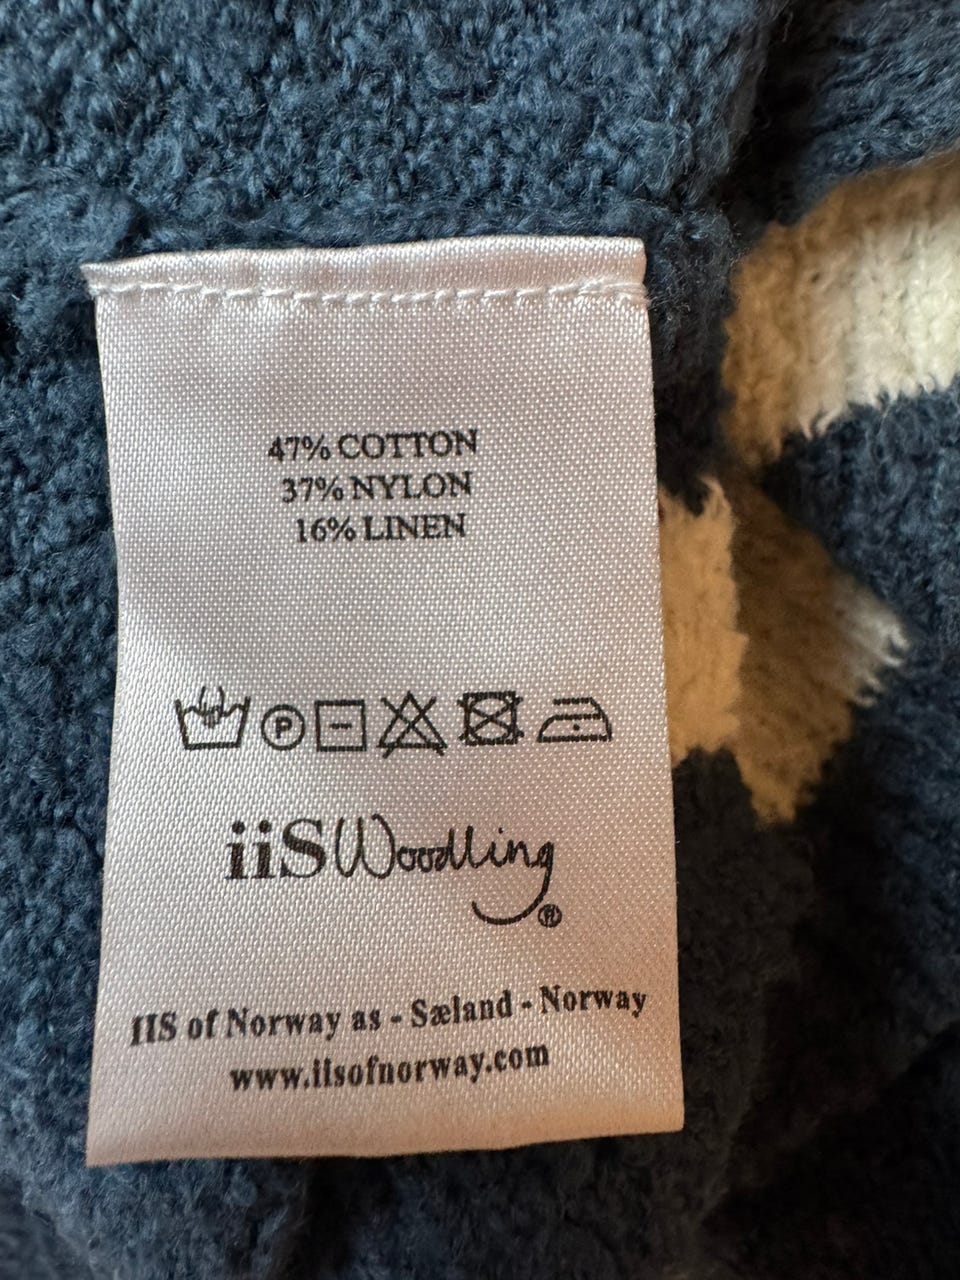 47% COTTON
37% NYLON
16% LINEN
P
iiS Woodling ®
IIS of Norway as - Sæland - Norway
www.iisofnorway.com